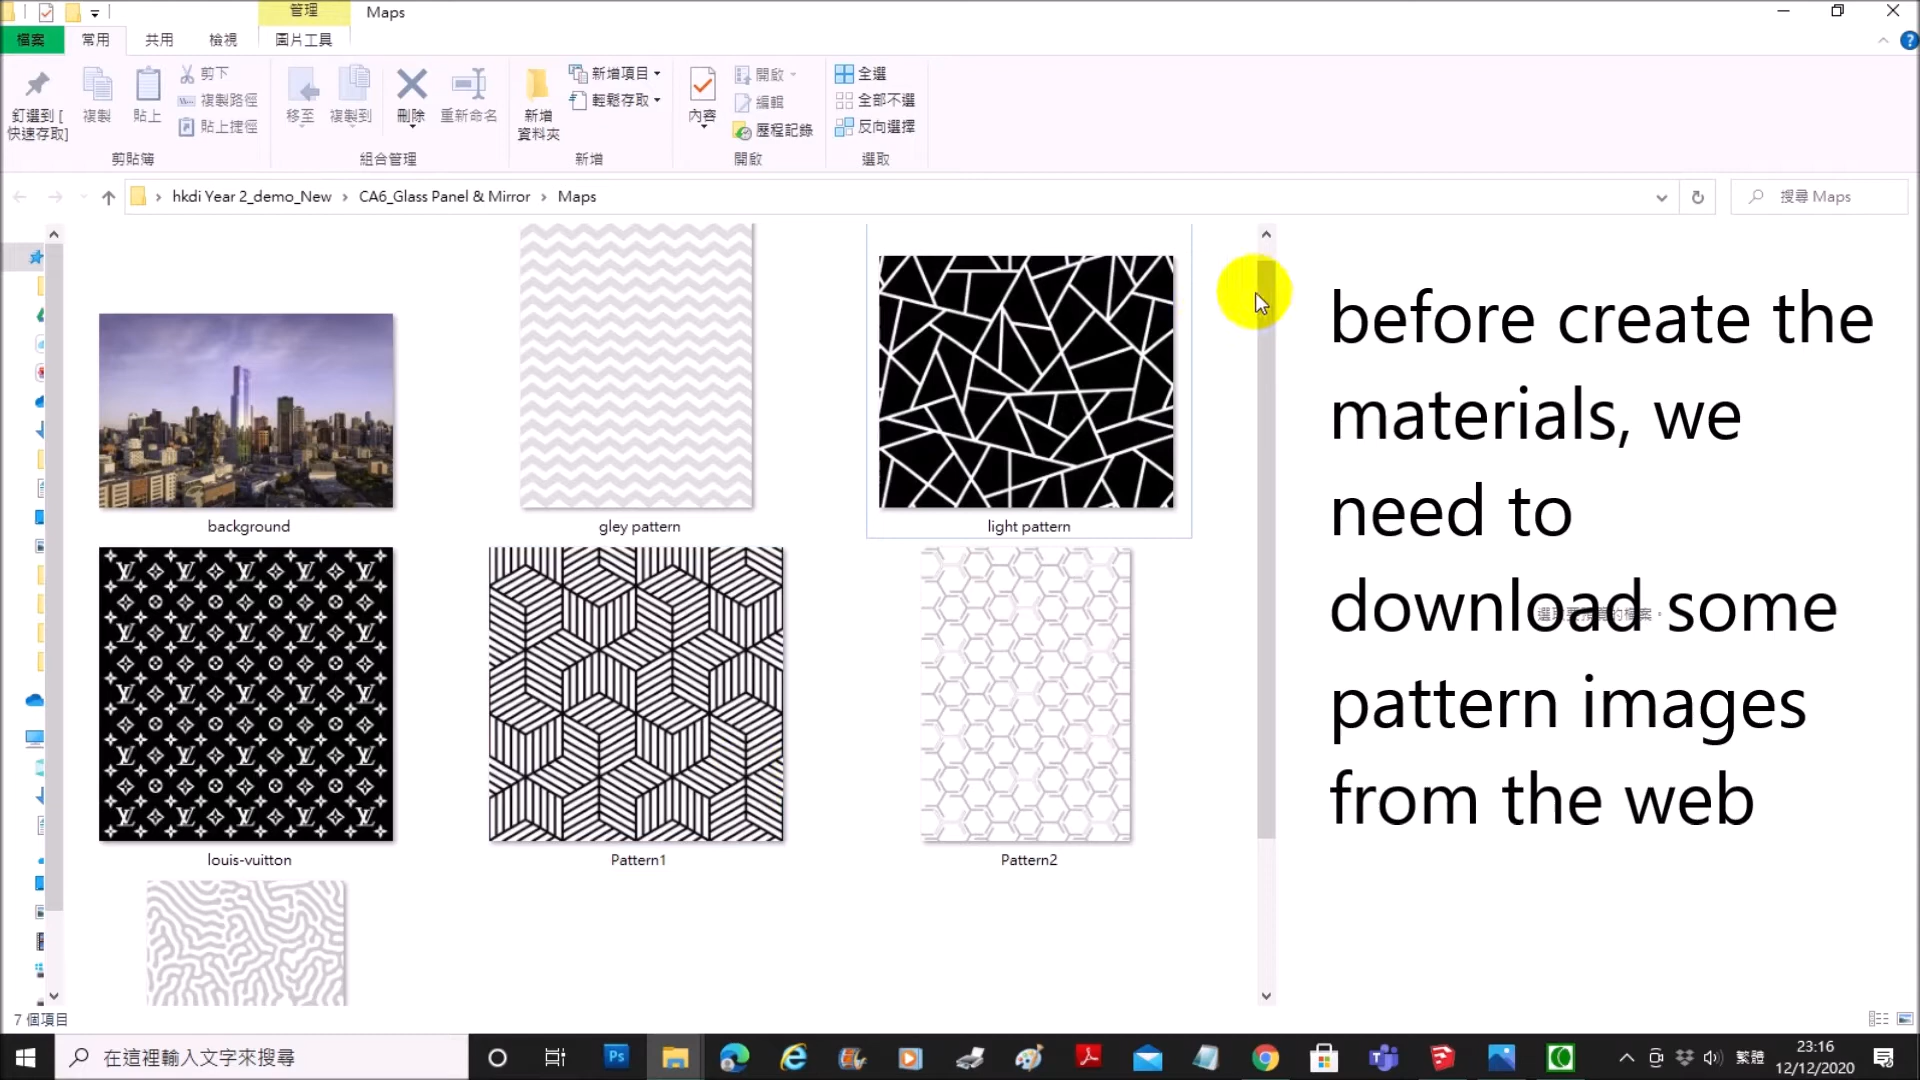 管理
Maps
檔案
常用
共用
檢視
圖片工具
釘選到 [
快速存取]
複製
貼上
剪下
複製路徑
貼上捷徑
剪貼簿
移至
複製到
刪除
重新命名
組合管理
新增
資料夾
新增項目
輕鬆存取
新增
內容
開啟
編輯
歷程記錄
開啟
全選
全部不選
反向選擇
選取
hkdi Year 2_demo_New › CA6_Glass Panel & Mirror › Maps
搜尋 Maps
background
gley pattern
light pattern
louis-vuitton
Pattern1
Pattern2
before create the
materials, we
need to
download some
pattern images
from the web
7 個項目
在這裡輸入文字來搜尋
Ps
繁體
23:16
12/12/2020